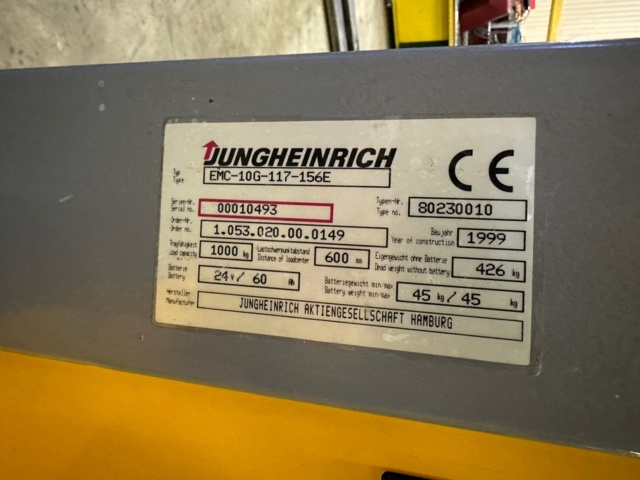 JUNGHEINRICH
CE
Typ
Type EMC-10G-117-156E
Serien-Nr.
Serial no. 00010493
Typen-Nr.
Type no. 80230010
Order-Nr.
Order no. 1.053.020.00.0149
Baujahr
Year of construction 1999
Tragfähigkeit
Load capacity 1000 kg
Lastschwerpunktabstand
Distance of loadcenter 600 mm
Eigengewicht ohne Batterie
Dead weight without battery 426 kg
Batterie
Battery 24 V/ 60 Ah
Batteriegewicht min/max
Battery weight min/max 45 kg/ 45 kg
Hersteller
Manufacturer JUNGHEINRICH AKTIENGESELLSCHAFT HAMBURG